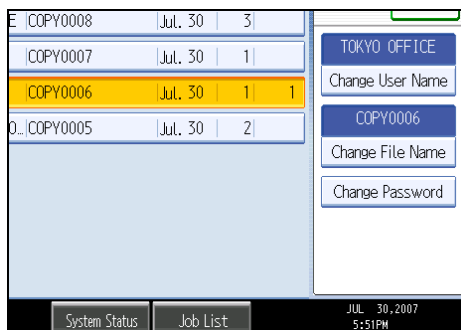 E COPY0008 Jul. 30 3
COPY0007 Jul. 30 1
COPY0006 Jul. 30 1 1
O... COPY0005 Jul. 30 2
TOKYO OFFICE
Change User Name
COPY0006
Change File Name
Change Password
System Status Job List
JUL 30,2007
5:51PM